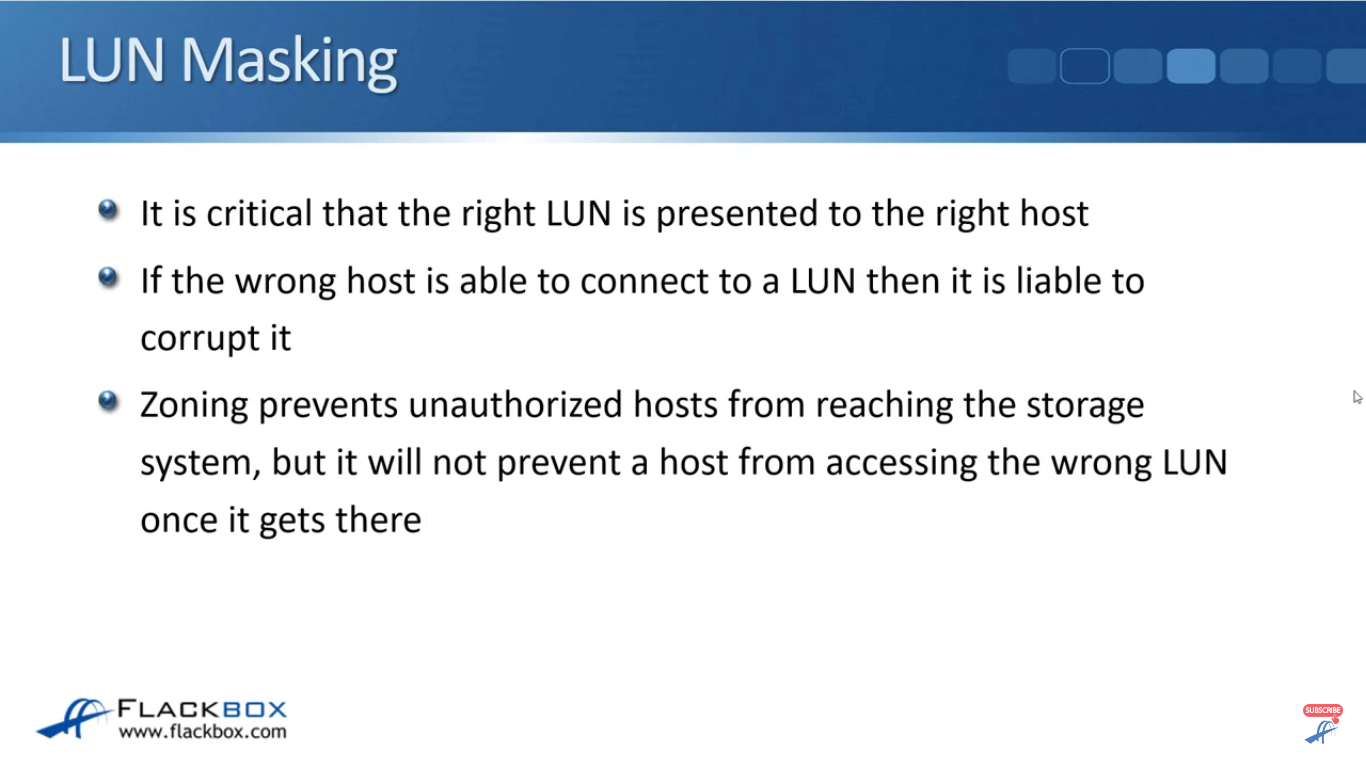 LUN Masking
It is critical that the right LUN is presented to the right host
If the wrong host is able to connect to a LUN then it is liable to
corrupt it
Zoning prevents unauthorized hosts from reaching the storage
system, but it will not prevent a host from accessing the wrong LUN
once it gets there
FLACKBOX
www.flackbox.com
SUBSCRIBE